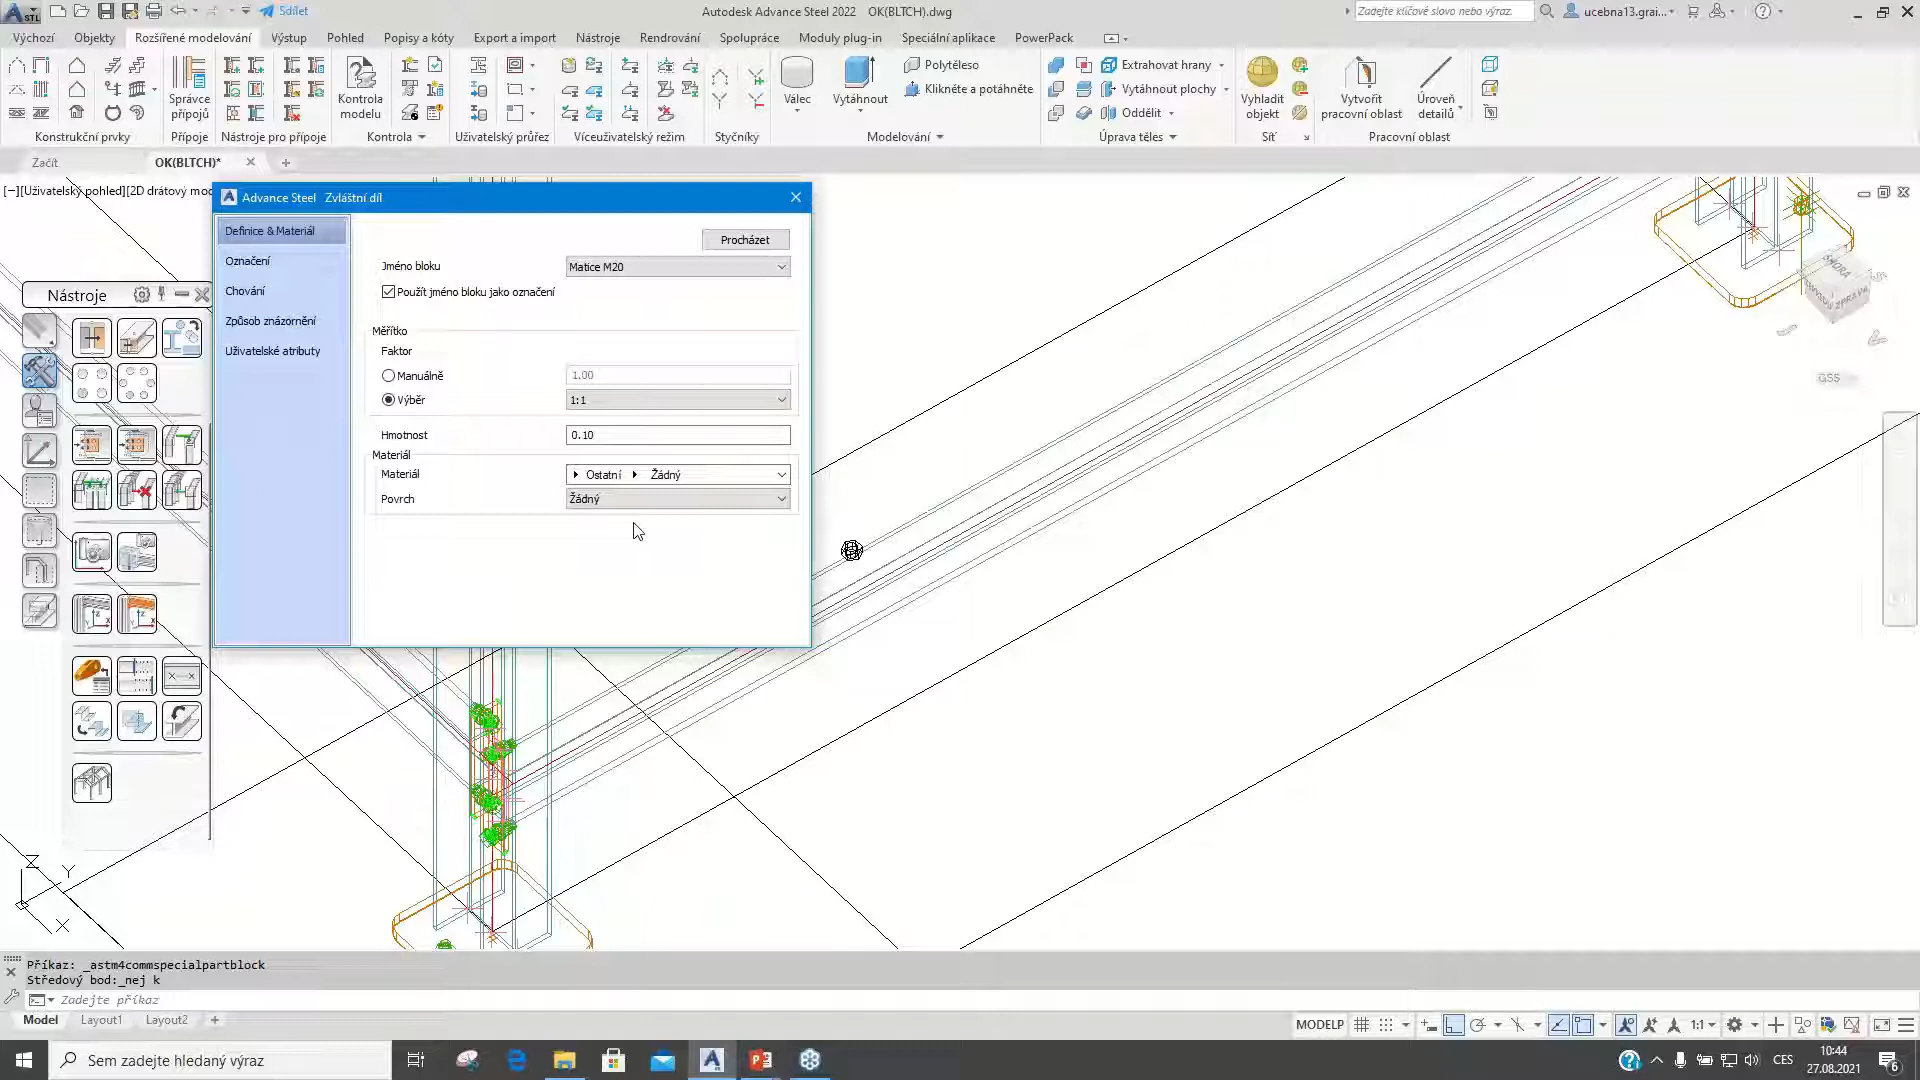 STL
Sdílet
Autodesk Advance Steel 2022 OK(BLTCH).dwg
Zadejte klíčové slovo nebo výraz.
ucebna13.grai...
Výchozí
Objekty
Rozšířené modelování
Výstup
Pohled
Popisy a kóty
Export a import
Nástroje
Rendrování
Spolupráce
Moduly plug-in
Speciální aplikace
PowerPack
Správce přípojů
Kontrola modelu
Válec
Vytáhnout
Polytěleso
Klikněte a potáhněte
Extrahovat hrany
Vytáhnout plochy
Oddělit
Vyhladit objekt
Vytvořit pracovní oblast
Úroveň detailů
Konstrukční prvky
Přípoje
Nástroje pro přípoje
Kontrola
Uživatelský průřez
Víceuživatelský režim
Styčníky
Modelování
Úprava těles
Síť
Pracovní oblast
Začít
OK(BLTCH)*
[−][Uživatelský pohled][2D drátový mo
Advance Steel Zvláštní díl
Definice & Materiál
Označení
Chování
Způsob znázornění
Uživatelské atributy
Procházet
Jméno bloku
Matice M20
Použít jméno bloku jako označení
Měřítko
Faktor
Manuálně
1.00
Výběr
1:1
Hmotnost
0.10
Materiál
Materiál
Ostatní
Žádný
Povrch
Žádný
Nástroje
ZPRAVA
GSS
Z
Y
X
Příkaz: _astm4commspecialpartblock
Středový bod:_nej k
Zadejte příkaz
Model
Layout1
Layout2
MODELP
1:1
Sem zadejte hledaný výraz
CES
10:44
27.08.2021
6